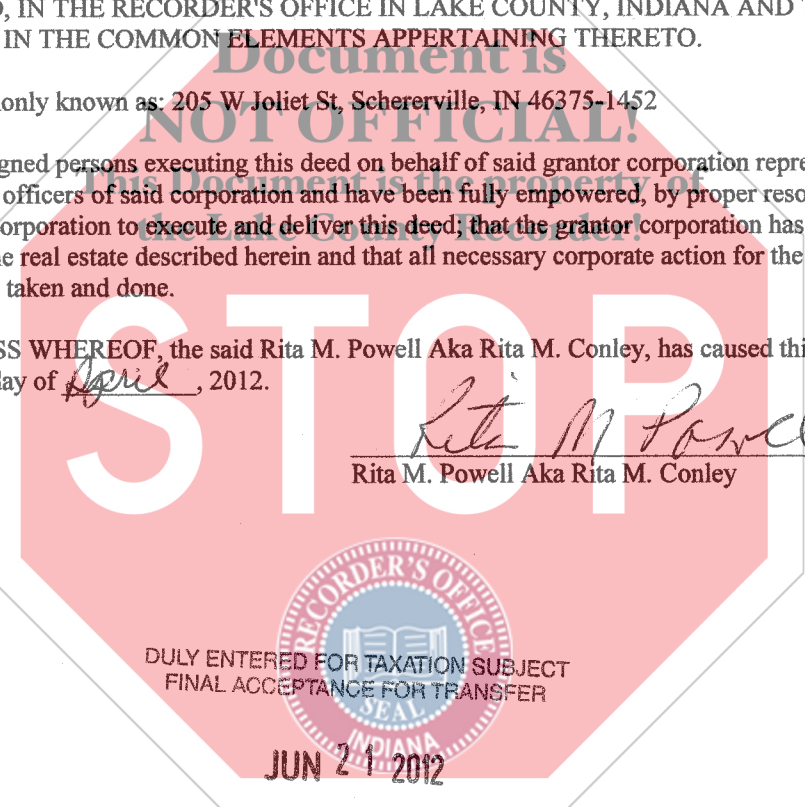 ), IN THE RECORDER'S OFFICE IN LAKE COUNTY, INDIANA AND
IN THE COMMON ELEMENTS APPERTAINING THERETO.
Document is
only known as: 205 W Joliet St, Schererville, IN 46375-1452
NOT OFFICIAL!
gned persons executing this deed on behalf of said grantor corporation repre
This Document is the property of
officers of said corporation and have been fully empowered, by proper reso
orporation to execute and deliver this deed; that the grantor corporation has
the Lake County Recorder!
e real estate described herein and that all necessary corporate action for the
taken and done.
STOP
SS WHEREOF, the said Rita M. Powell Aka Rita M. Conley, has caused thi
ay of April, 2012.
Rita M Powell
Rita M. Powell Aka Rita M. Conley
RECORDER'S OFFICE
SEAL
INDIANA
DULY ENTERED FOR TAXATION SUBJECT
FINAL ACCEPTANCE FOR TRANSFER
JUN 21 2012